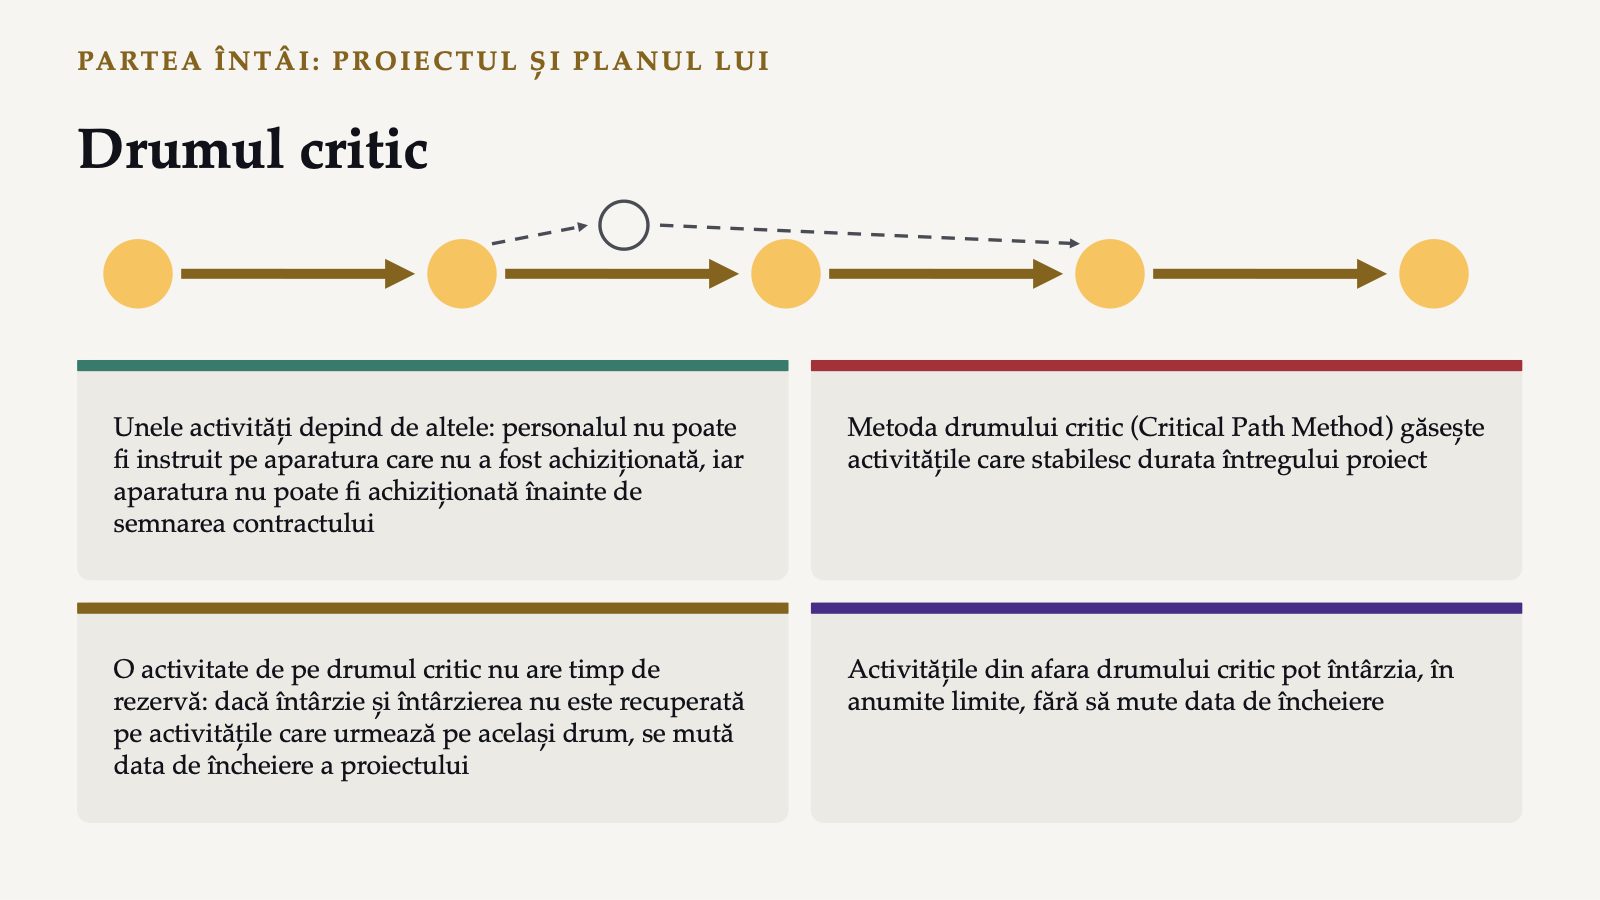 PARTEA ÎNTÂI: PROIECTUL ȘI PLANUL LUI
Drumul critic
Unele activități depind de altele: personalul nu poate
fi instruit pe aparatura care nu a fost achiziționată, iar
aparatura nu poate fi achiziționată înainte de
semnarea contractului
Metoda drumului critic (Critical Path Method) găsește
activitățile care stabilesc durata întregului proiect
O activitate de pe drumul critic nu are timp de
rezervă: dacă întârzie și întârzierea nu este recuperată
pe activitățile care urmează pe același drum, se mută
data de încheiere a proiectului
Activitățile din afara drumului critic pot întârzia, în
anumite limite, fără să mute data de încheiere